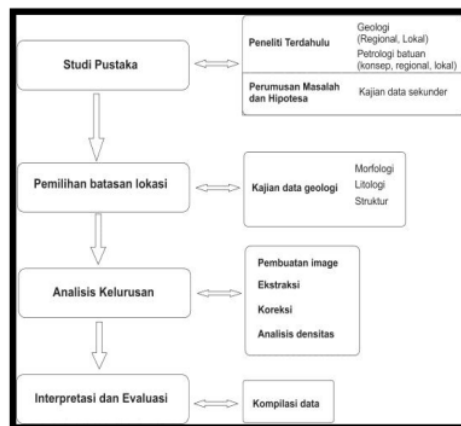 Studi Pustaka
Peneliti Terdahulu
Geologi
(Regional, Lokal)
Petrologi batuan
(konsep, regional, lokal)
Perumusan Masalah
dan Hipotesa
Kajian data sekunder
Pemilihan batasan lokasi
Kajian data geologi
Morfologi
Litologi
Struktur
Analisis Kelurusan
Pembuatan image
Ekstraksi
Koreksi
Analisis densitas
Interpretasi dan Evaluasi
Kompilasi data